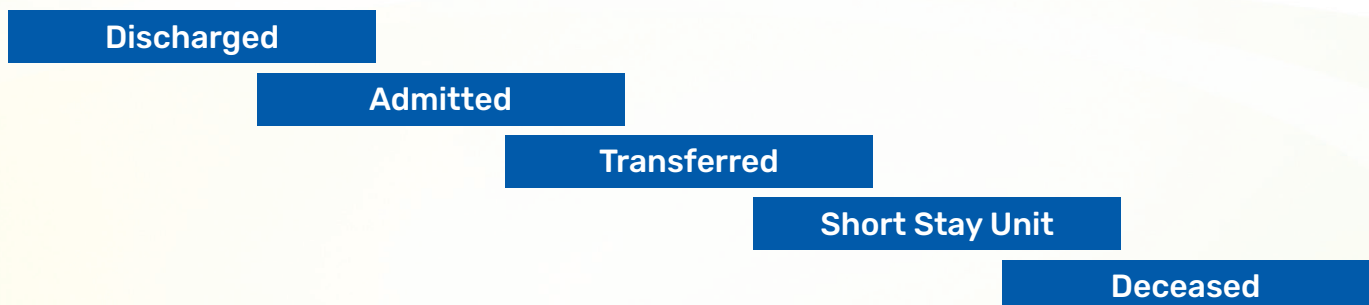 Discharged
Admitted
Transferred
Short Stay Unit
Deceased